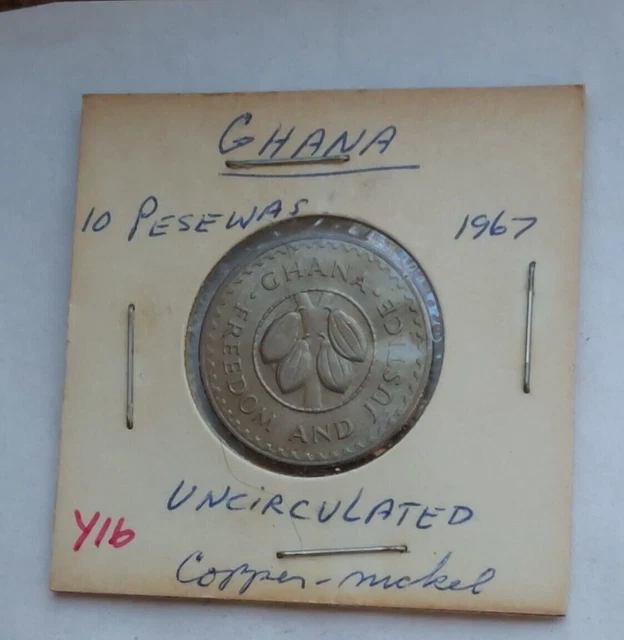 GHANA
10 PESEWAS
1967
· GHANA ·
FREEDOM AND JUSTICE
UNCIRCULATED
Y16
Copper-nickel